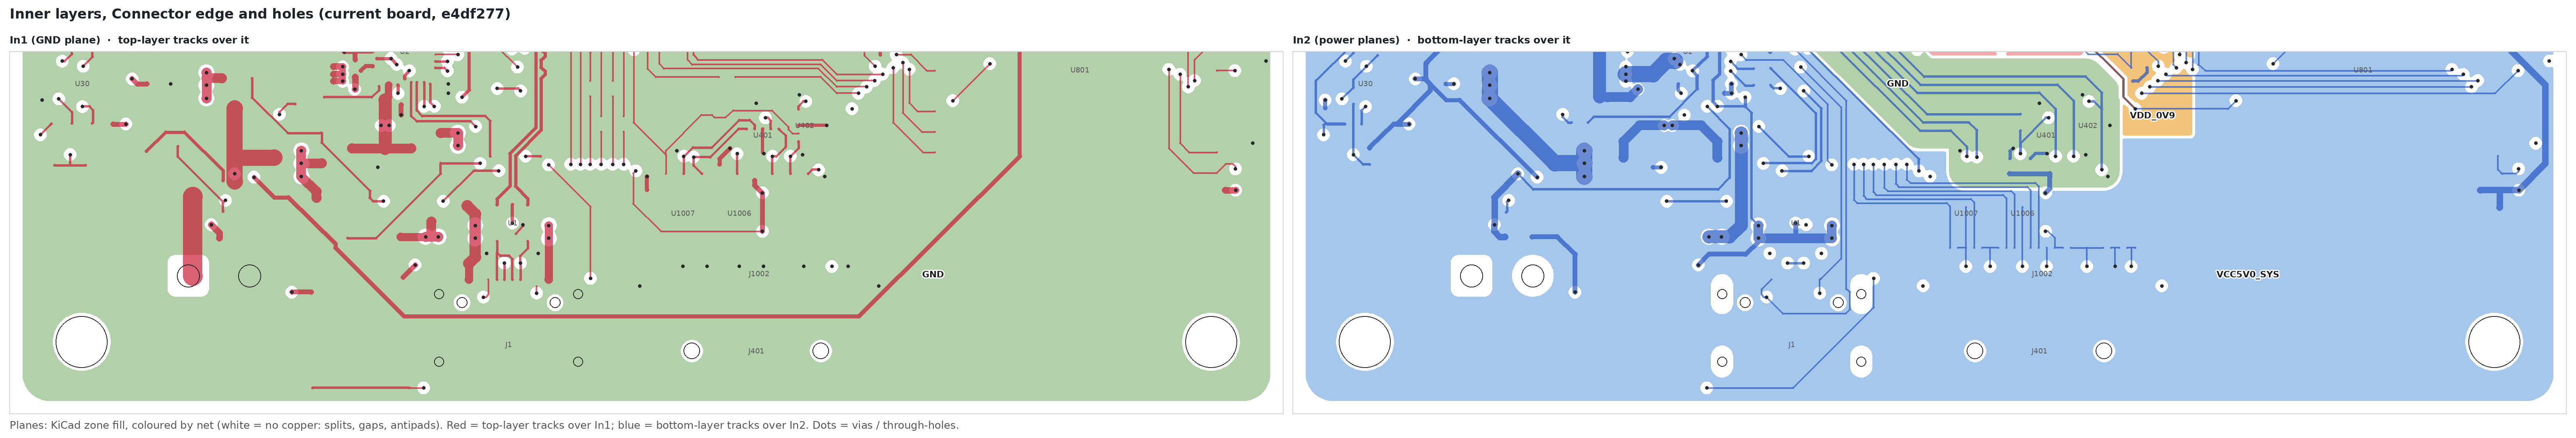 Inner layers, Connector edge and holes (current board, e4df277)
In1 (GND plane) · top-layer tracks over it
In2 (power planes) · bottom-layer tracks over it
U30
U801
U401
U402
U1007
U1006
J1002
GND
J1
J401
U30
GND
U801
VDD_0V9
U401
U402
U1007
U1006
J1002
VCC5V0_SYS
J1
J401
Planes: KiCad zone fill, coloured by net (white = no copper: splits, gaps, antipads). Red = top-layer tracks over In1; blue = bottom-layer tracks over In2. Dots = vias / through-holes.